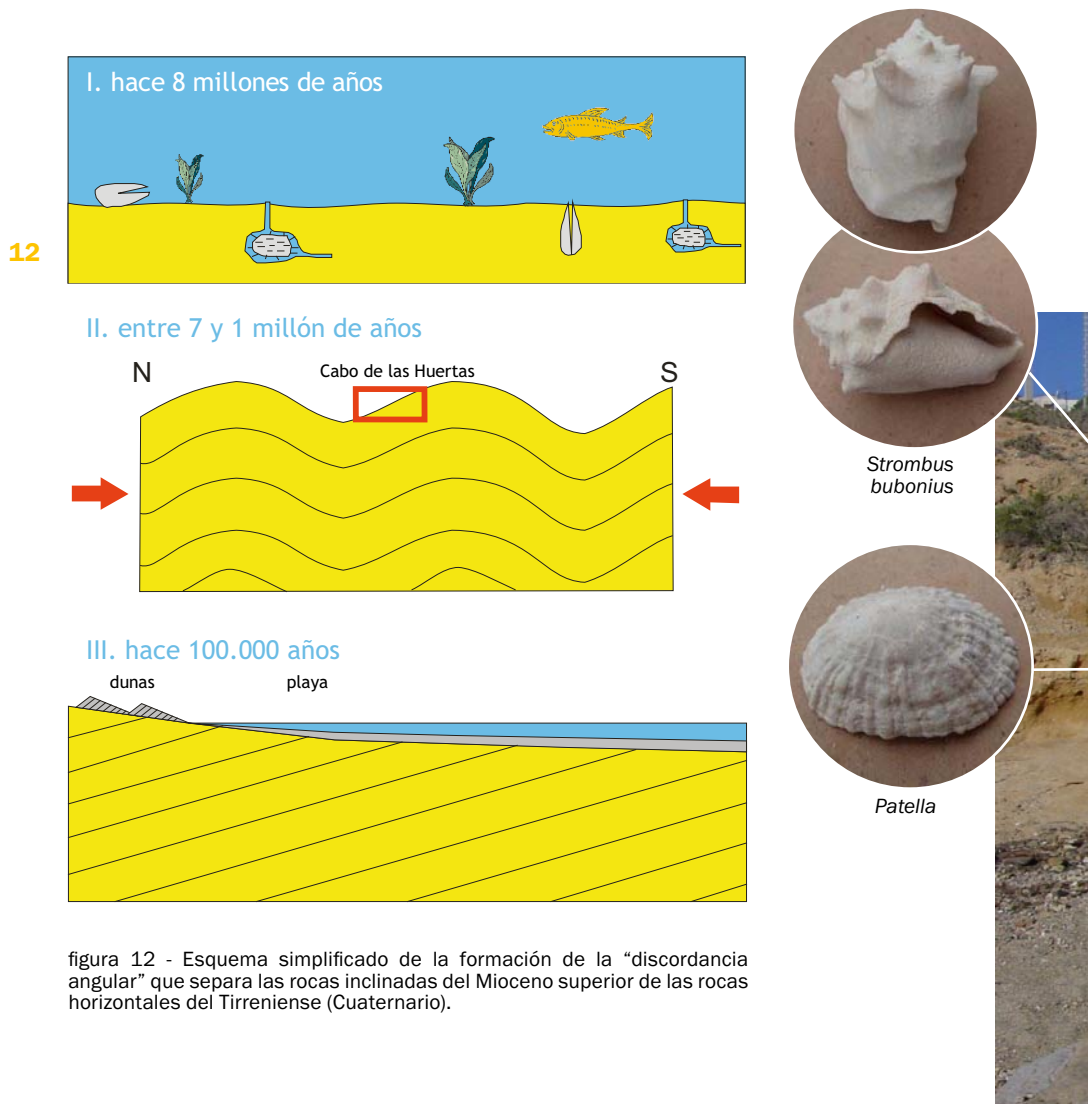 I. hace 8 millones de años
12
II. entre 7 y 1 millón de años
N
Cabo de las Huertas
S
III. hace 100.000 años
dunas
playa
figura 12 - Esquema simplificado de la formación de la “discordancia
angular” que separa las rocas inclinadas del Mioceno superior de las rocas
horizontales del Tirreniense (Cuaternario).
Strombus
bubonius
Patella